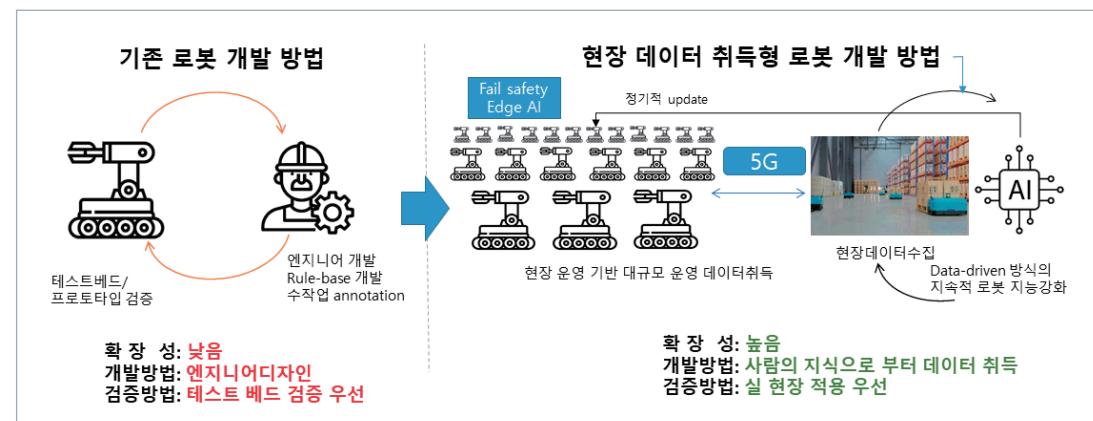 기존 로봇 개발 방법
테스트베드/
프로토타입 검증
엔지니어 개발
Rule-base 개발
수작업 annotation
확 장 성: 낮음
개발방법: 엔지니어디자인
검증방법: 테스트 베드 검증 우선
현장 데이터 취득형 로봇 개발 방법
Fail safety
Edge AI
정기적 update
5G
AI
현장 운영 기반 대규모 운영 데이터취득
현장데이터수집
Data-driven 방식의
지속적 로봇 지능강화
확 장 성: 높음
개발방법: 사람의 지식으로 부터 데이터 취득
검증방법: 실 현장 적용 우선